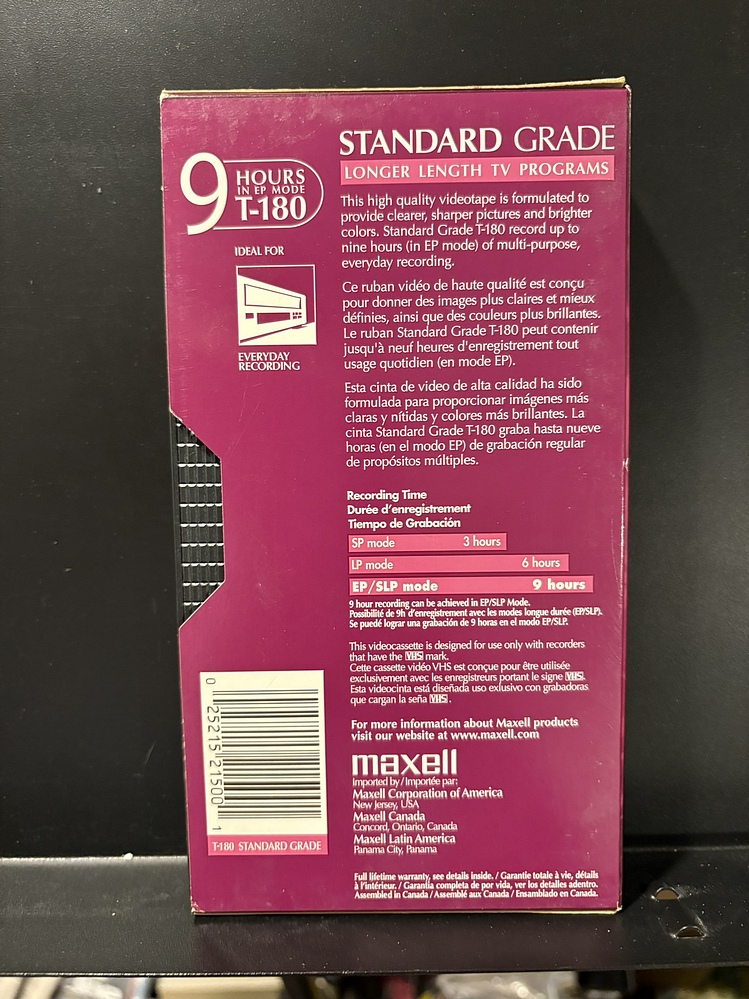 9 HOURS
IN EP MODE
T-180
IDEAL FOR
EVERYDAY
RECORDING
STANDARD GRADE
LONGER LENGTH TV PROGRAMS
This high quality videotape is formulated to
provide clearer, sharper pictures and brighter
colors. Standard Grade T-180 record up to
nine hours (in EP mode) of multi-purpose,
everyday recording.
Ce ruban vidéo de haute qualité est conçu
pour donner des images plus claires et mieux
définies, ainsi que des couleurs plus brillantes.
Le ruban Standard Grade T-180 peut contenir
jusqu'à neuf heures d'enregistrement tout
usage quotidien (en mode EP).
Esta cinta de video de alta calidad ha sido
formulada para proporcionar imágenes más
claras y nítidas y colores más brillantes. La
cinta Standard Grade T-180 graba hasta nueve
horas (en el modo EP) de grabación regular
de propósitos múltiples.
Recording Time
Durée d'enregistrement
Tiempo de Grabación
SP mode 3 hours
LP mode 6 hours
EP/SLP mode 9 hours
9 hour recording can be achieved in EP/SLP Mode.
Possibilité de 9h d'enregistrement avec les modes longue durée (EP/SLP).
Se puedé lograr una grabación de 9 horas en el modo EP/SLP.
This videocassette is designed for use only with recorders
that have the VHS mark.
Cette cassette vidéo VHS est conçue pour être utilisée
exclusivement avec les enregistreurs portant le signe VHS.
Esta videocinta está diseñada uso exlusivo con grabadoras
que cargan la seña VHS.
For more information about Maxell products
visit our website at www.maxell.com
maxell
Imported by / Importée par:
Maxell Corporation of America
New Jersey, USA
Maxell Canada
Concord, Ontario, Canada
Maxell Latin America
Panama City, Panama
Full lifetime warranty, see details inside. / Garantie totale à vie, détails
à l'intérieur. / Garantía completa de por vida, ver los detalles adentro.
Assembled in Canada / Assemblé aux Canada / Ensamblado en Canada.
0 25215 21500 1
T-180 STANDARD GRADE